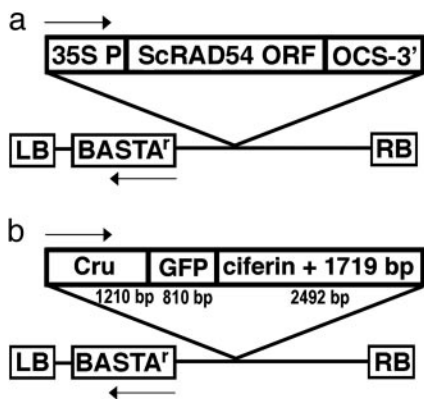 a
35S P ScRAD54 ORF OCS-3’
LB BASTAr RB
b
Cru GFP ciferin + 1719 bp
1210 bp 810 bp 2492 bp
LB BASTAr RB